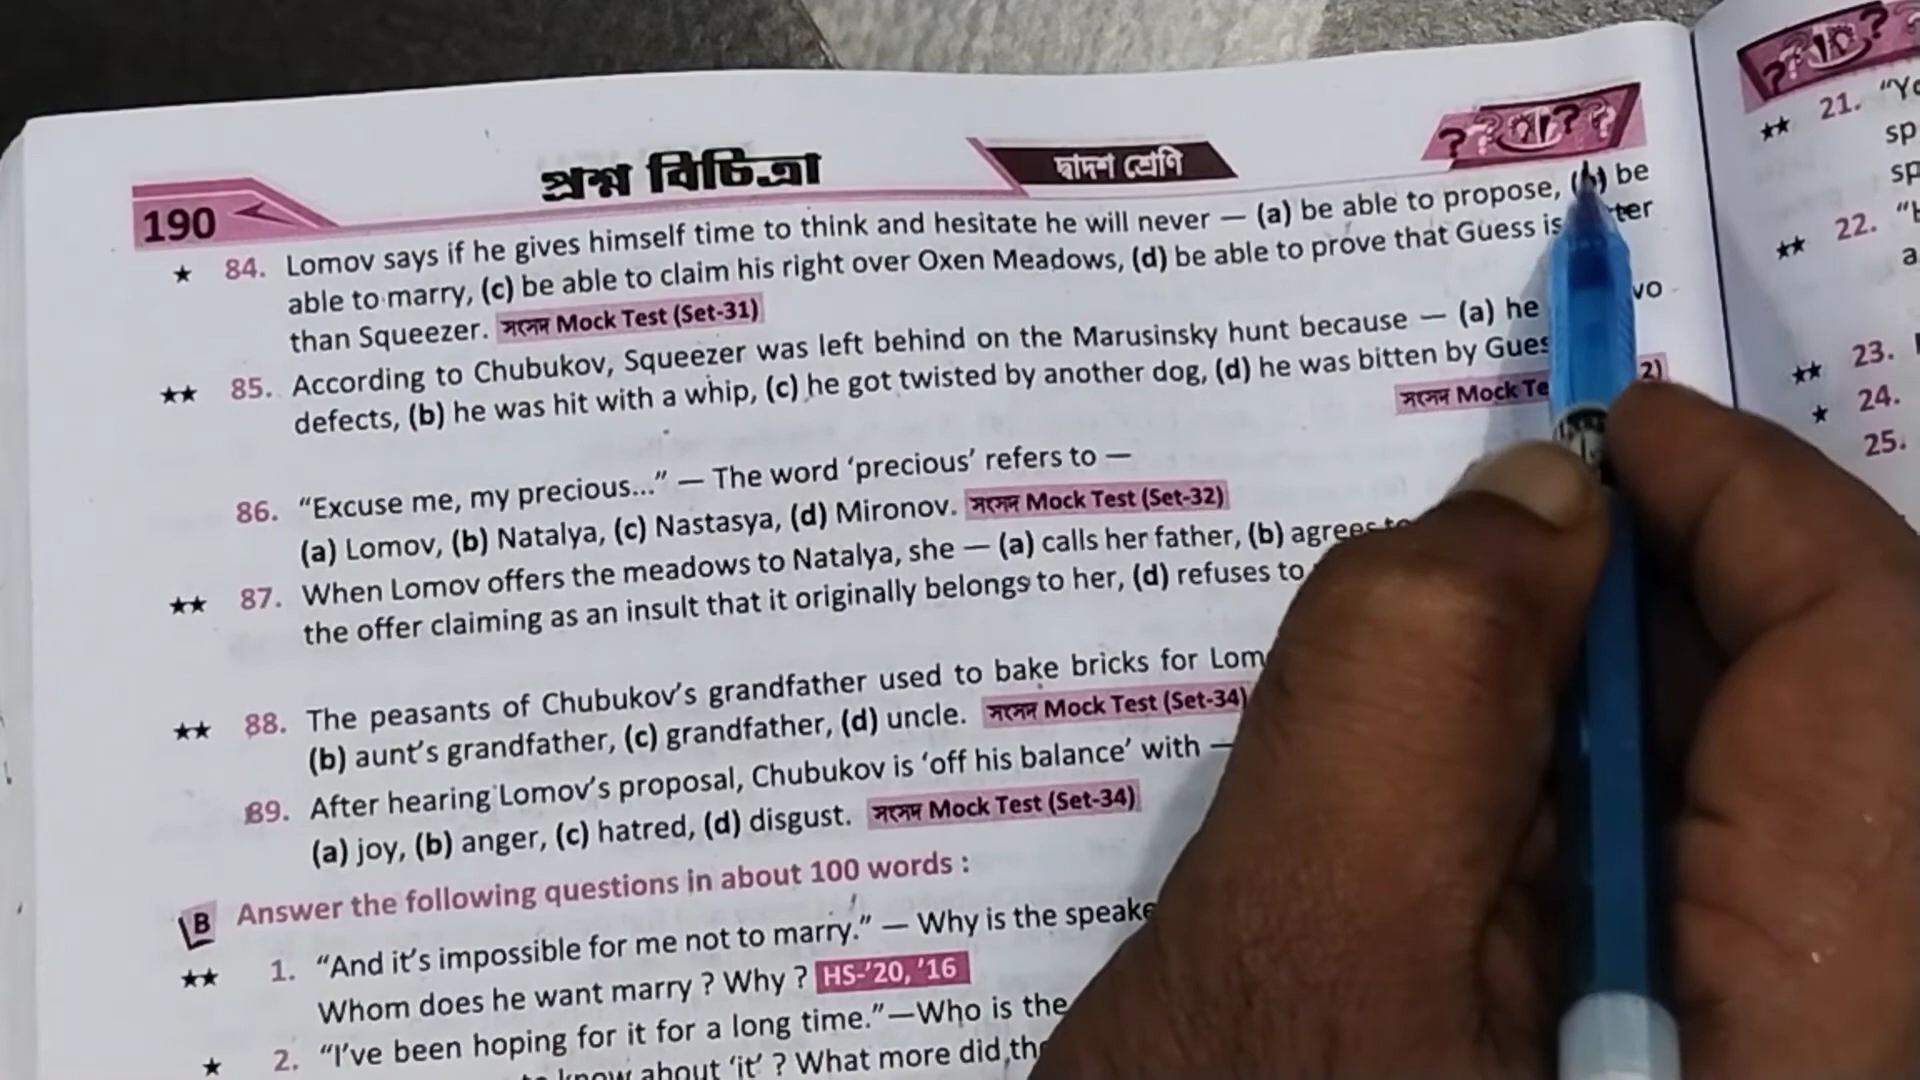 190
প্রশ্ন বিচিত্রা
দ্বাদশ শ্রেণি
★ 84. Lomov says if he gives himself time to think and hesitate he will never — (a) be able to propose, (b) be
able to marry, (c) be able to claim his right over Oxen Meadows, (d) be able to prove that Guess is
than Squeezer. সংসদ Mock Test (Set-31)
★★ 85. According to Chubukov, Squeezer was left behind on the Marusinsky hunt because — (a) he
defects, (b) he was hit with a whip, (c) he got twisted by another dog, (d) he was bitten by
সংসদ Mock
86. “Excuse me, my precious...” — The word ‘precious’ refers to —
(a) Lomov, (b) Natalya, (c) Nastasya, (d) Mironov. সংসদ Mock Test (Set-32)
★★ 87. When Lomov offers the meadows to Natalya, she — (a) calls her father, (b) agrees to
the offer claiming as an insult that it originally belongs to her, (d) refuses to
★★ 88. The peasants of Chubukov’s grandfather used to bake bricks for
(b) aunt’s grandfather, (c) grandfather, (d) uncle. সংসদ Mock Test (Set-34)
89. After hearing Lomov’s proposal, Chubukov is ‘off his balance’ with —
(a) joy, (b) anger, (c) hatred, (d) disgust. সংসদ Mock Test (Set-34)
B Answer the following questions in about 100 words :
★★ 1. “And it’s impossible for me not to marry.” — Why is the
Whom does he want marry ? Why ? HS-’20, ’16
★ 2. “I’ve been hoping for it for a long time.”—Who is the
know about ‘it’ ? What more did
★★ 21.
★★ 22.
★★ 23.
★ 24.
25.